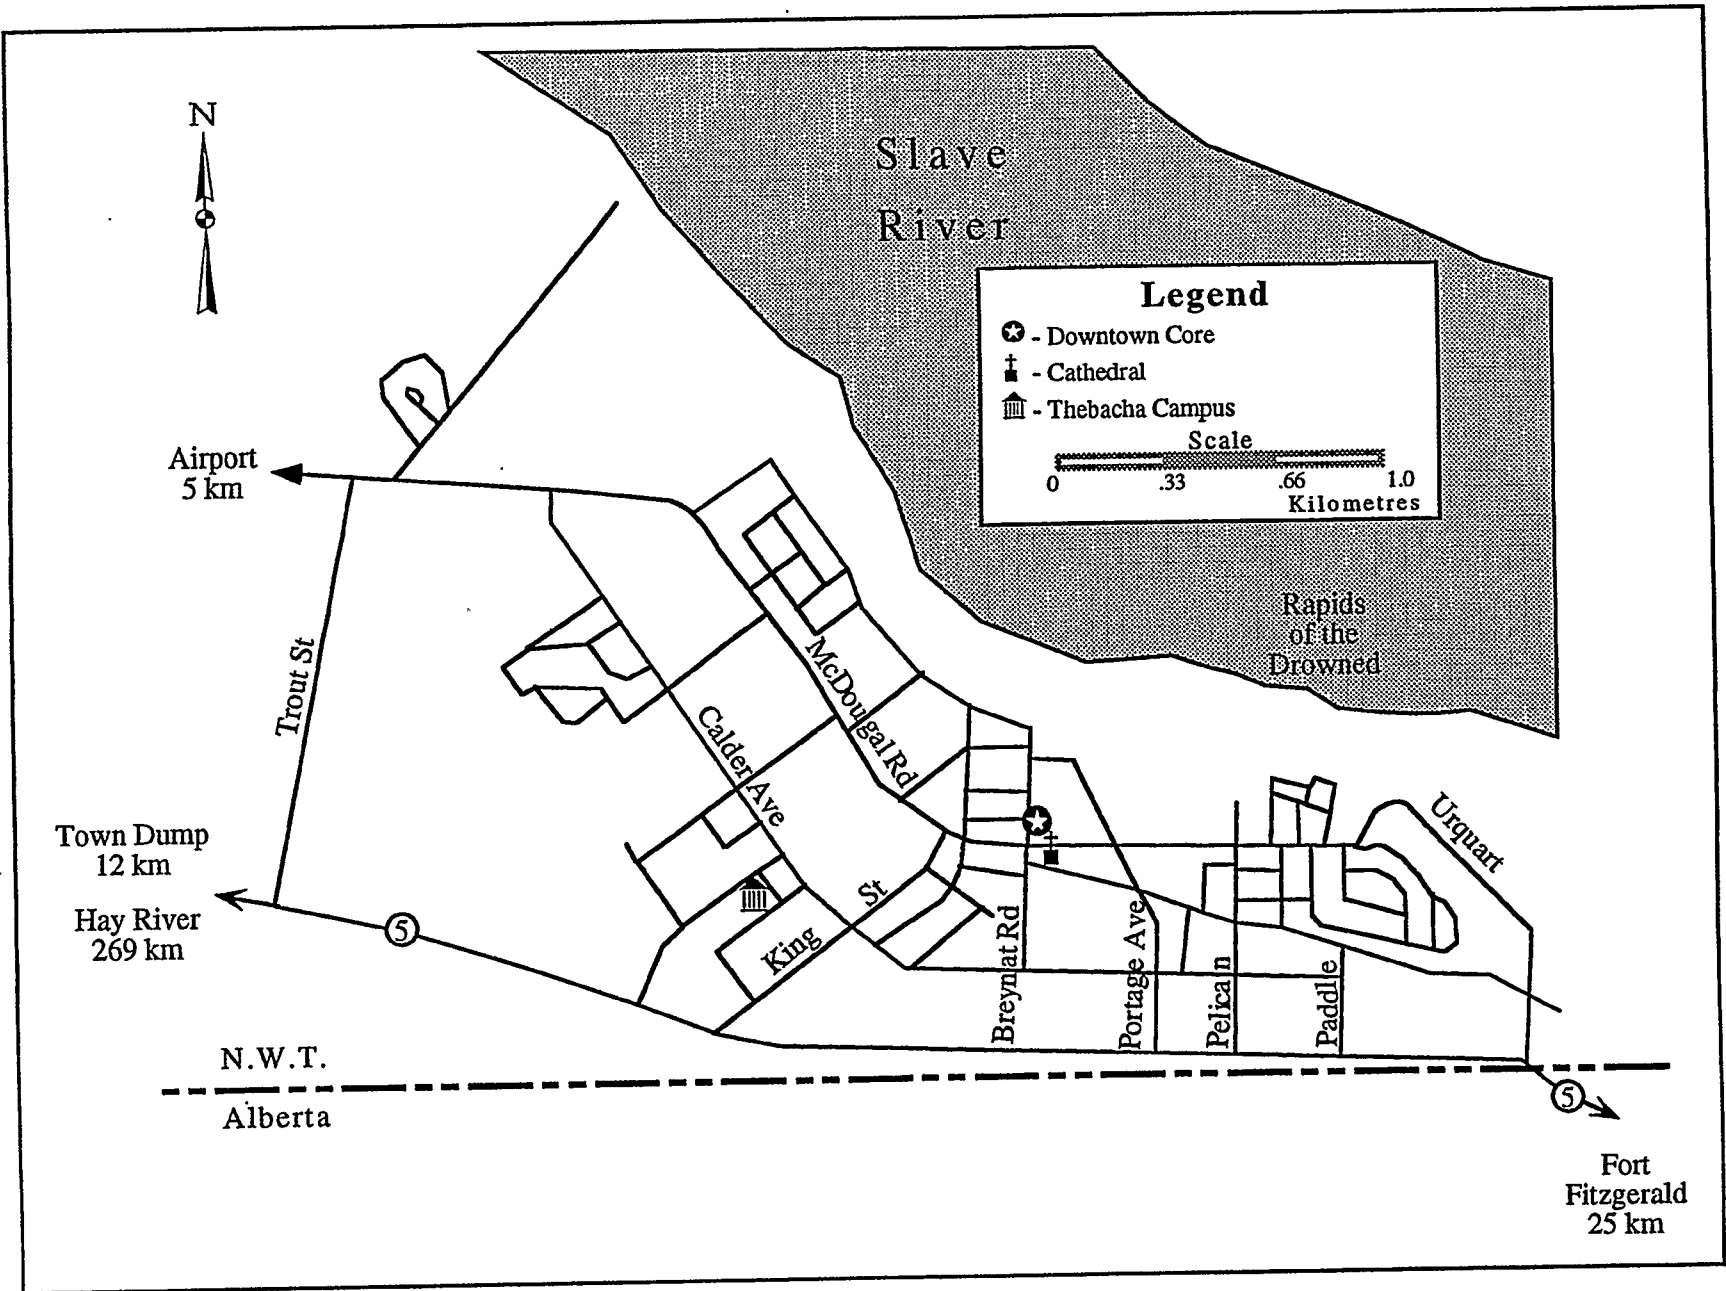 N
Slave
River
Legend
- Downtown Core
- Cathedral
- Thebacha Campus
Scale
0 .33 .66 1.0
Kilometres
Airport
5 km
Rapids
of the
Drowned
Trout St
McDougal Rd
Calder Ave
Urquart
Town Dump
12 km
Hay River
269 km
5
King St
Breynat Rd
Portage Ave
Pelican
Paddle
N.W.T.
Alberta
5
Fort
Fitzgerald
25 km